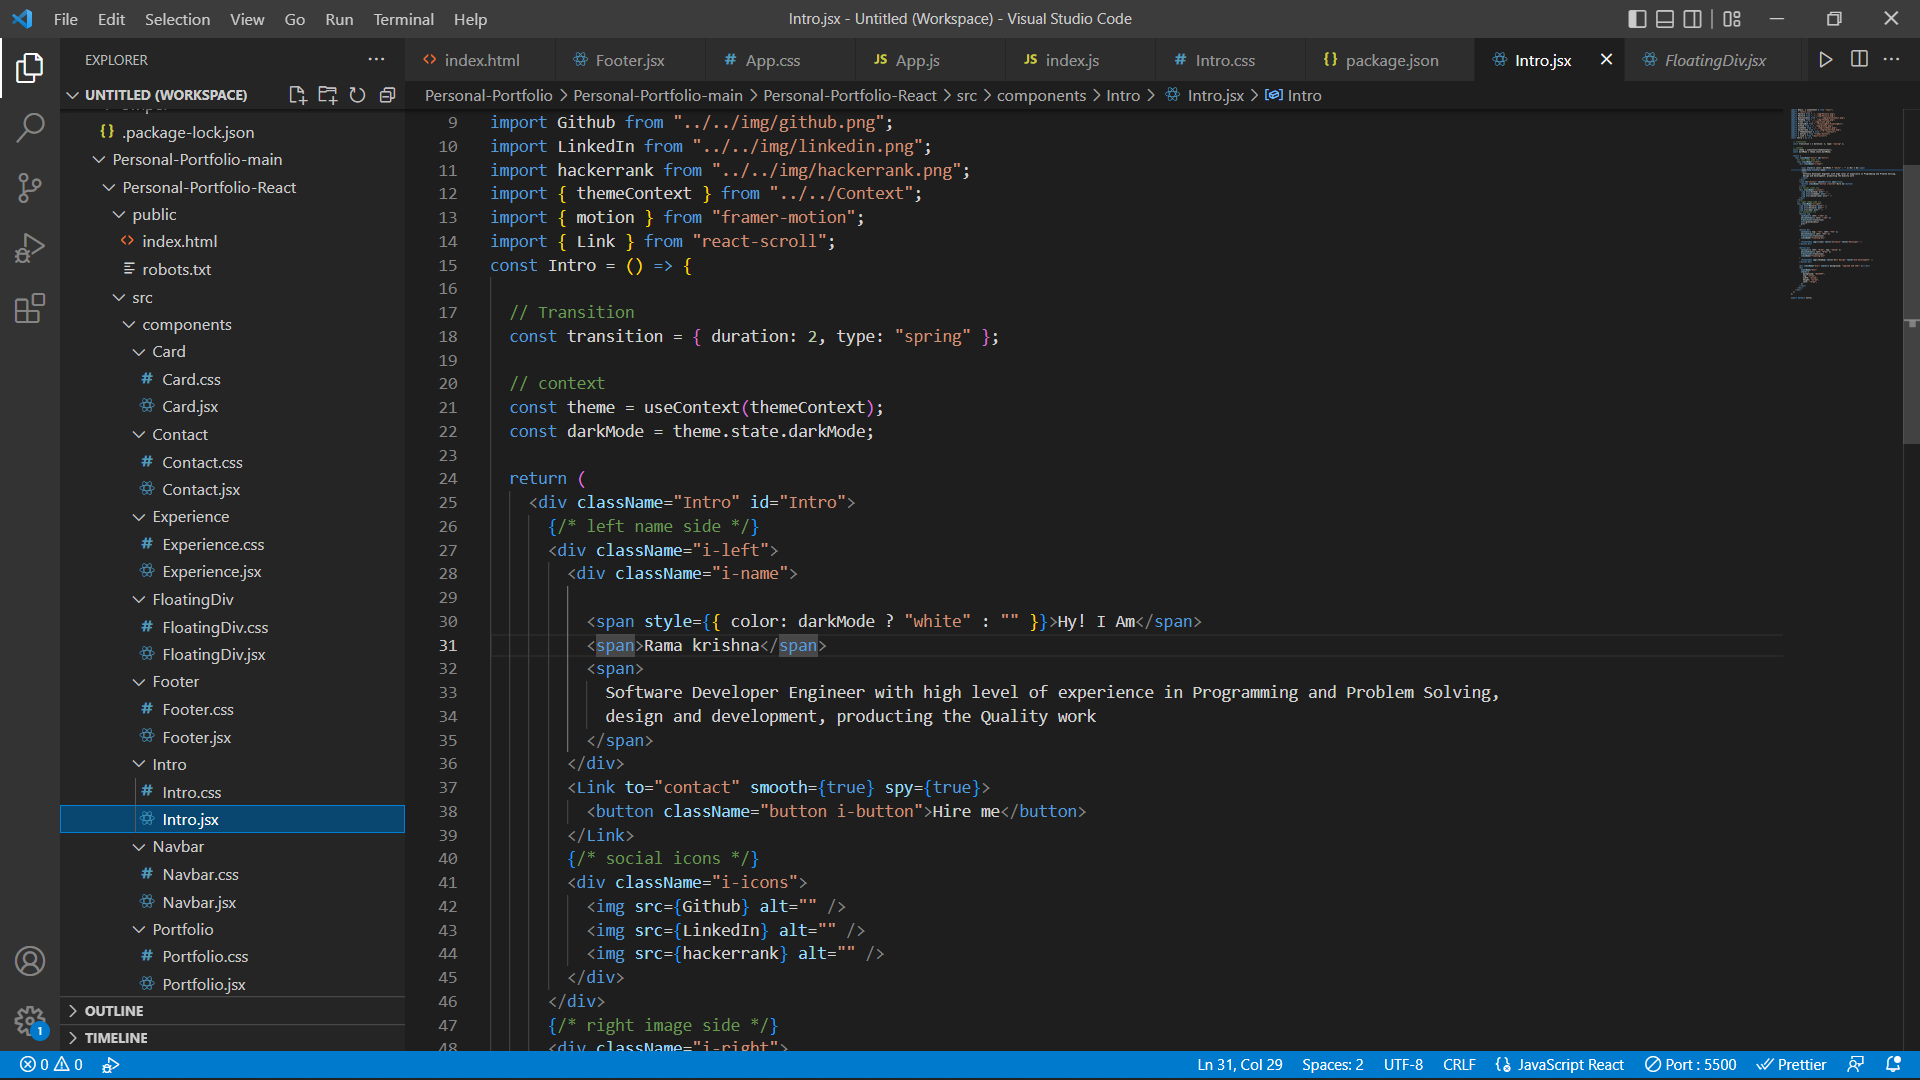 File Edit Selection View Go Run Terminal Help
Intro.jsx - Untitled (Workspace) - Visual Studio Code
EXPLORER
index.html Footer.jsx # App.css JS App.js JS index.js # Intro.css {} package.json Intro.jsx FloatingDiv.jsx
UNTITLED (WORKSPACE)
{} .package-lock.json
Personal-Portfolio-main
Personal-Portfolio-React
public
<> index.html
robots.txt
src
components
Card
# Card.css
Card.jsx
Contact
# Contact.css
Contact.jsx
Experience
# Experience.css
Experience.jsx
FloatingDiv
# FloatingDiv.css
FloatingDiv.jsx
Footer
# Footer.css
Footer.jsx
Intro
# Intro.css
Intro.jsx
Navbar
# Navbar.css
Navbar.jsx
Portfolio
# Portfolio.css
Portfolio.jsx
OUTLINE
TIMELINE
1
Personal-Portfolio > Personal-Portfolio-main > Personal-Portfolio-React > src > components > Intro > Intro.jsx > Intro
9 import Github from "../../img/github.png";
10 import LinkedIn from "../../img/linkedin.png";
11 import hackerrank from "../../img/hackerrank.png";
12 import { themeContext } from "../../Context";
13 import { motion } from "framer-motion";
14 import { Link } from "react-scroll";
15 const Intro = () => {
16
17 // Transition
18 const transition = { duration: 2, type: "spring" };
19
20 // context
21 const theme = useContext(themeContext);
22 const darkMode = theme.state.darkMode;
23
24 return (
25 <div className="Intro" id="Intro">
26 {/* left name side */}
27 <div className="i-left">
28 <div className="i-name">
29
30 <span style={{ color: darkMode ? "white" : "" }}>Hy! I Am</span>
31 <span>Rama krishna</span>
32 <span>
33 Software Developer Engineer with high level of experience in Programming and Problem Solving,
34 design and development, producting the Quality work
35 </span>
36 </div>
37 <Link to="contact" smooth={true} spy={true}>
38 <button className="button i-button">Hire me</button>
39 </Link>
40 {/* social icons */}
41 <div className="i-icons">
42 <img src={Github} alt="" />
43 <img src={LinkedIn} alt="" />
44 <img src={hackerrank} alt="" />
45 </div>
46 </div>
47 {/* right image side */}
48 <div className="i-right">
0 0
Ln 31, Col 29 Spaces: 2 UTF-8 CRLF JavaScript React Port : 5500 Prettier